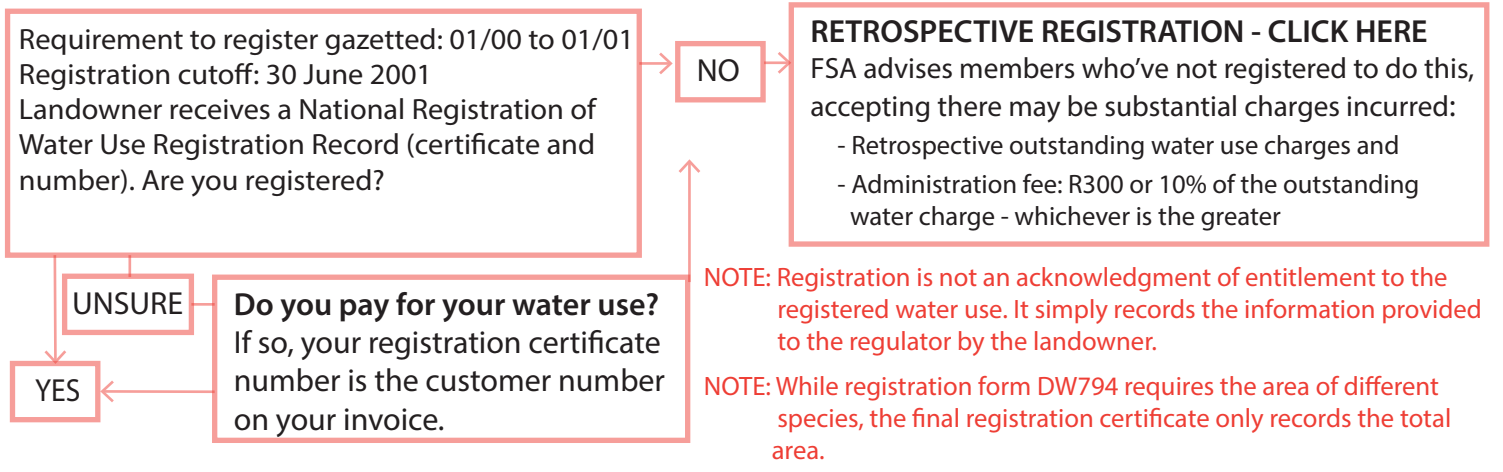 Requirement to register gazetted: 01/00 to 01/01
Registration cutoff: 30 June 2001
Landowner receives a National Registration of
Water Use Registration Record (certificate and
number). Are you registered?
NO
RETROSPECTIVE REGISTRATION - CLICK HERE
FSA advises members who've not registered to do this,
accepting there may be substantial charges incurred:
- Retrospective outstanding water use charges and
- Administration fee: R300 or 10% of the outstanding
water charge - whichever is the greater
UNSURE
Do you pay for your water use?
If so, your registration certificate
number is the customer number
on your invoice.
YES
NOTE: Registration is not an acknowledgment of entitlement to the
registered water use. It simply records the information provided
to the regulator by the landowner.
NOTE: While registration form DW794 requires the area of different
species, the final registration certificate only records the total
area.